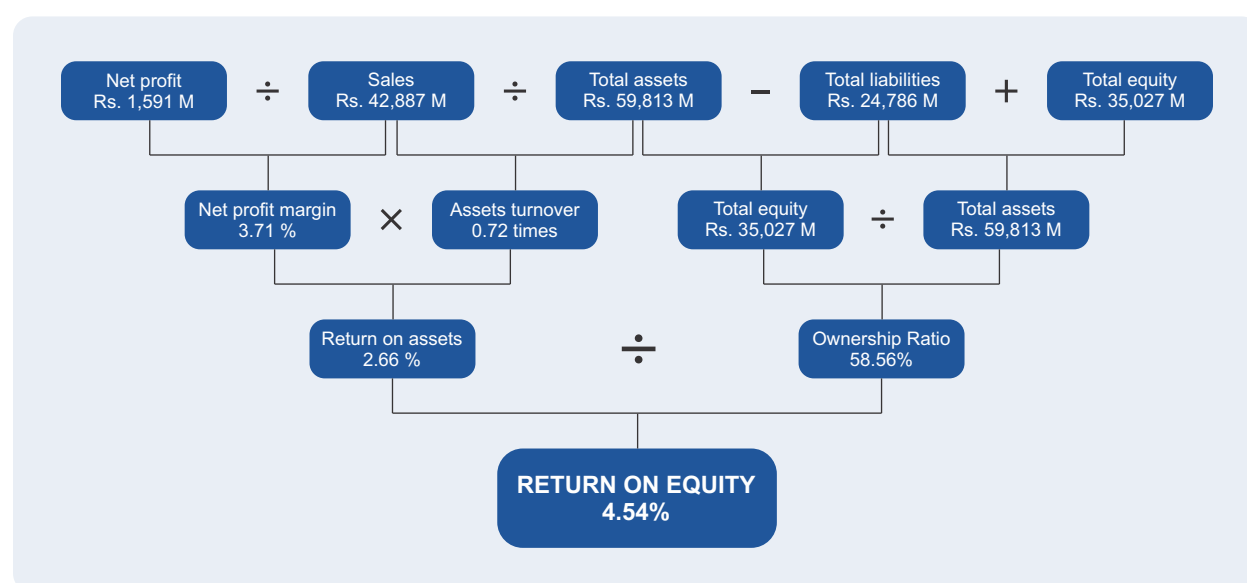 Net profit
Rs. 1,591 M
÷
Sales
Rs. 42,887 M
÷
Total assets
Rs. 59,813 M
−
Total liabilities
Rs. 24,786 M
+
Total equity
Rs. 35,027 M
Net profit margin
3.71 %
×
Assets turnover
0.72 times
Total equity
Rs. 35,027 M
÷
Total assets
Rs. 59,813 M
Return on assets
2.66 %
÷
Ownership Ratio
58.56%
RETURN ON EQUITY
4.54%